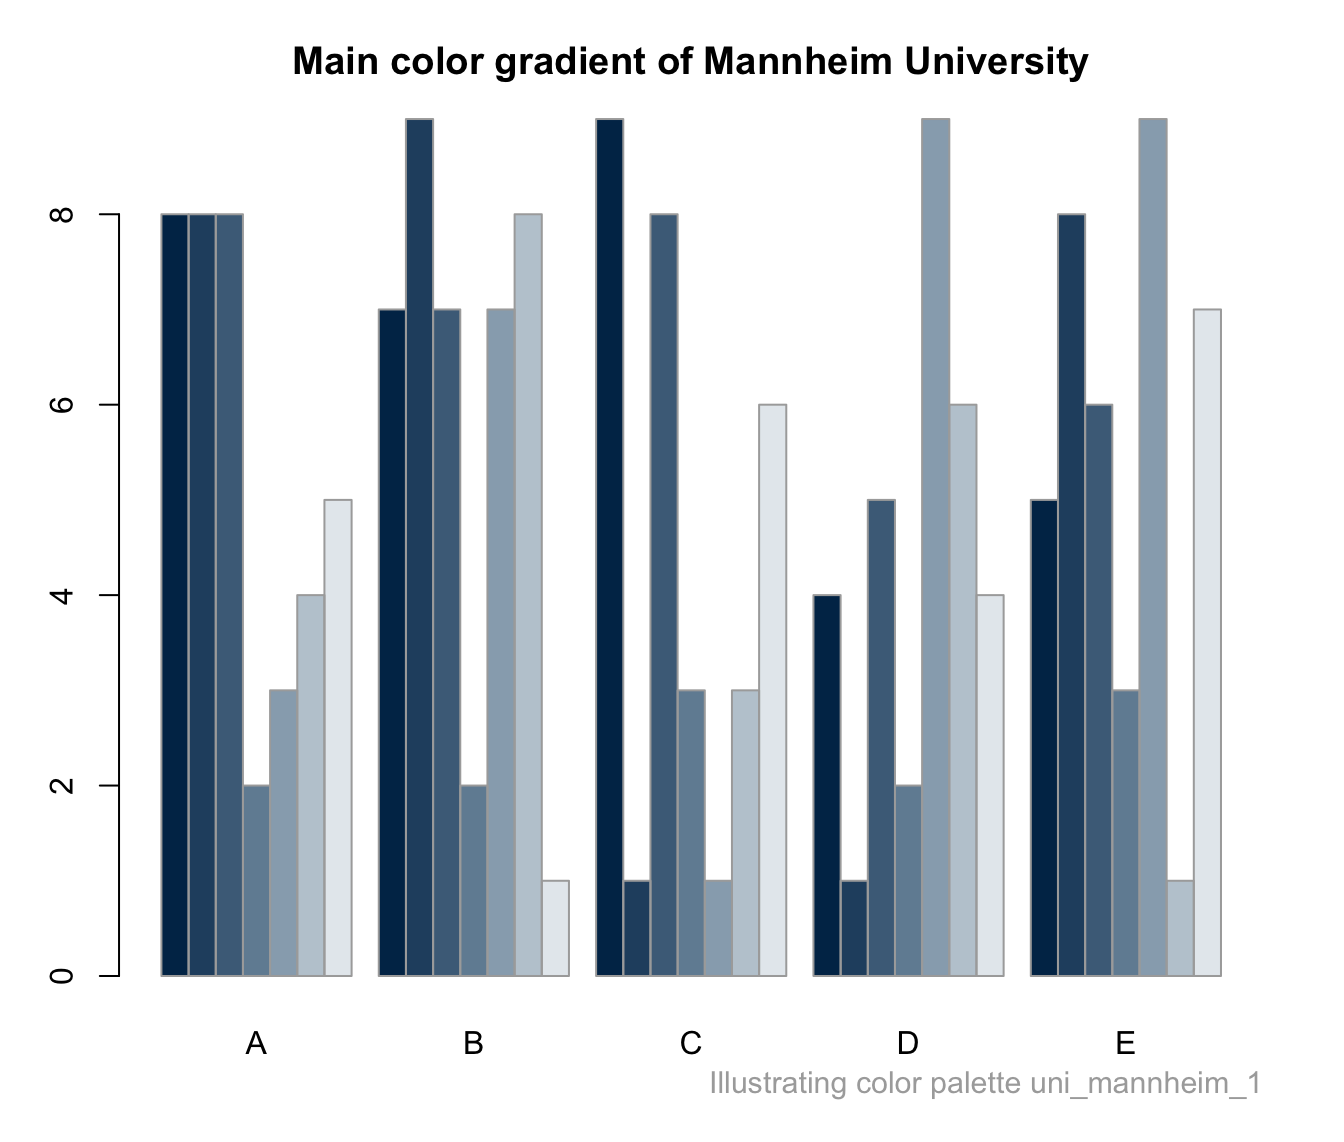 Main color gradient of Mannheim University
8
6
4
2
0
A B C D E
Illustrating color palette uni_mannheim_1